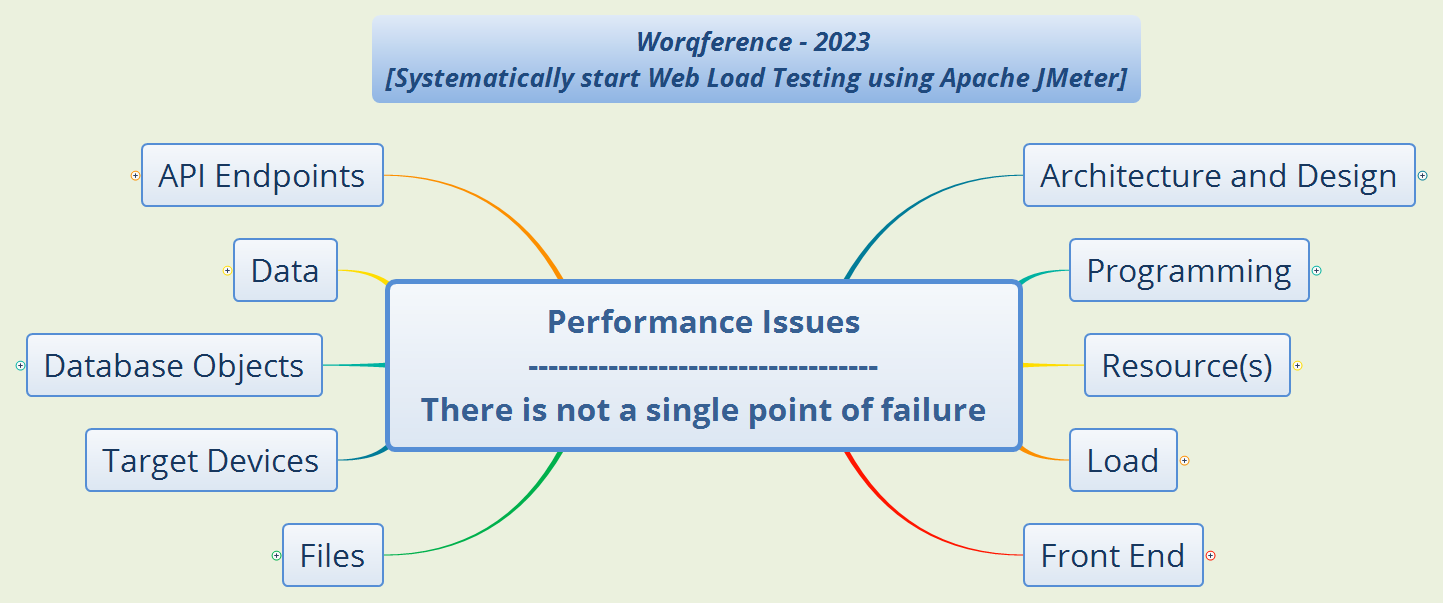 Worqference - 2023
[Systematically start Web Load Testing using Apache JMeter]
API Endpoints
Data
Database Objects
Target Devices
Files
Performance Issues
-----------------------------------
There is not a single point of failure
Architecture and Design
Programming
Resource(s)
Load
Front End